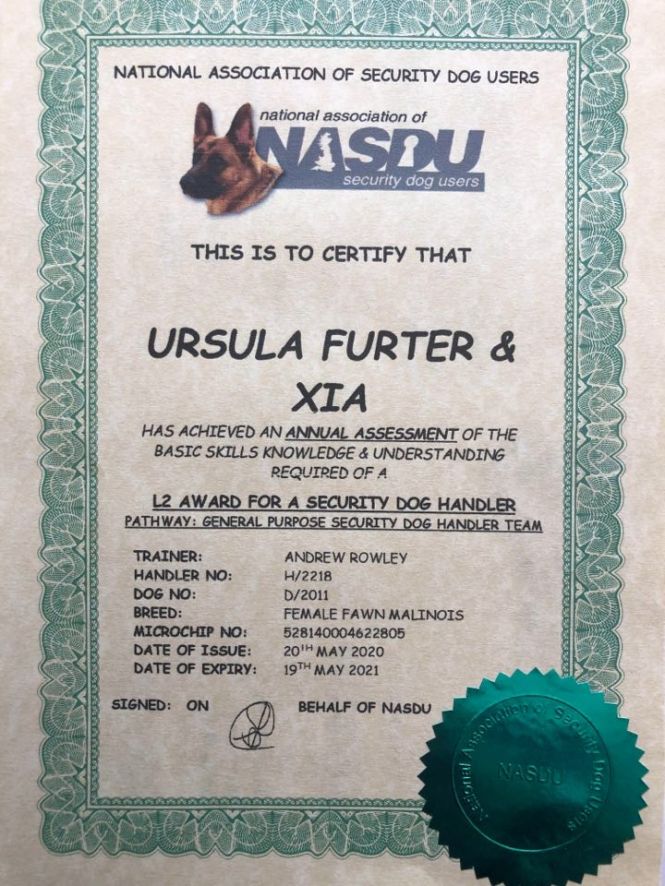 NATIONAL ASSOCIATION OF SECURITY DOG USERS
national association of
NASDU
security dog users
THIS IS TO CERTIFY THAT
URSULA FURTER &
XIA
HAS ACHIEVED AN ANNUAL ASSESSMENT OF THE
BASIC SKILLS KNOWLEDGE & UNDERSTANDING
REQUIRED OF A
L2 AWARD FOR A SECURITY DOG HANDLER
PATHWAY: GENERAL PURPOSE SECURITY DOG HANDLER TEAM
TRAINER: ANDREW ROWLEY
HANDLER NO: H/2218
DOG NO: D/2011
BREED: FEMALE FAWN MALINOIS
MICROCHIP NO: 528140004622805
DATE OF ISSUE: 20TH MAY 2020
DATE OF EXPIRY: 19TH MAY 2021
SIGNED: ON BEHALF OF NASDU
National Association of Security Dog Users
NASDU